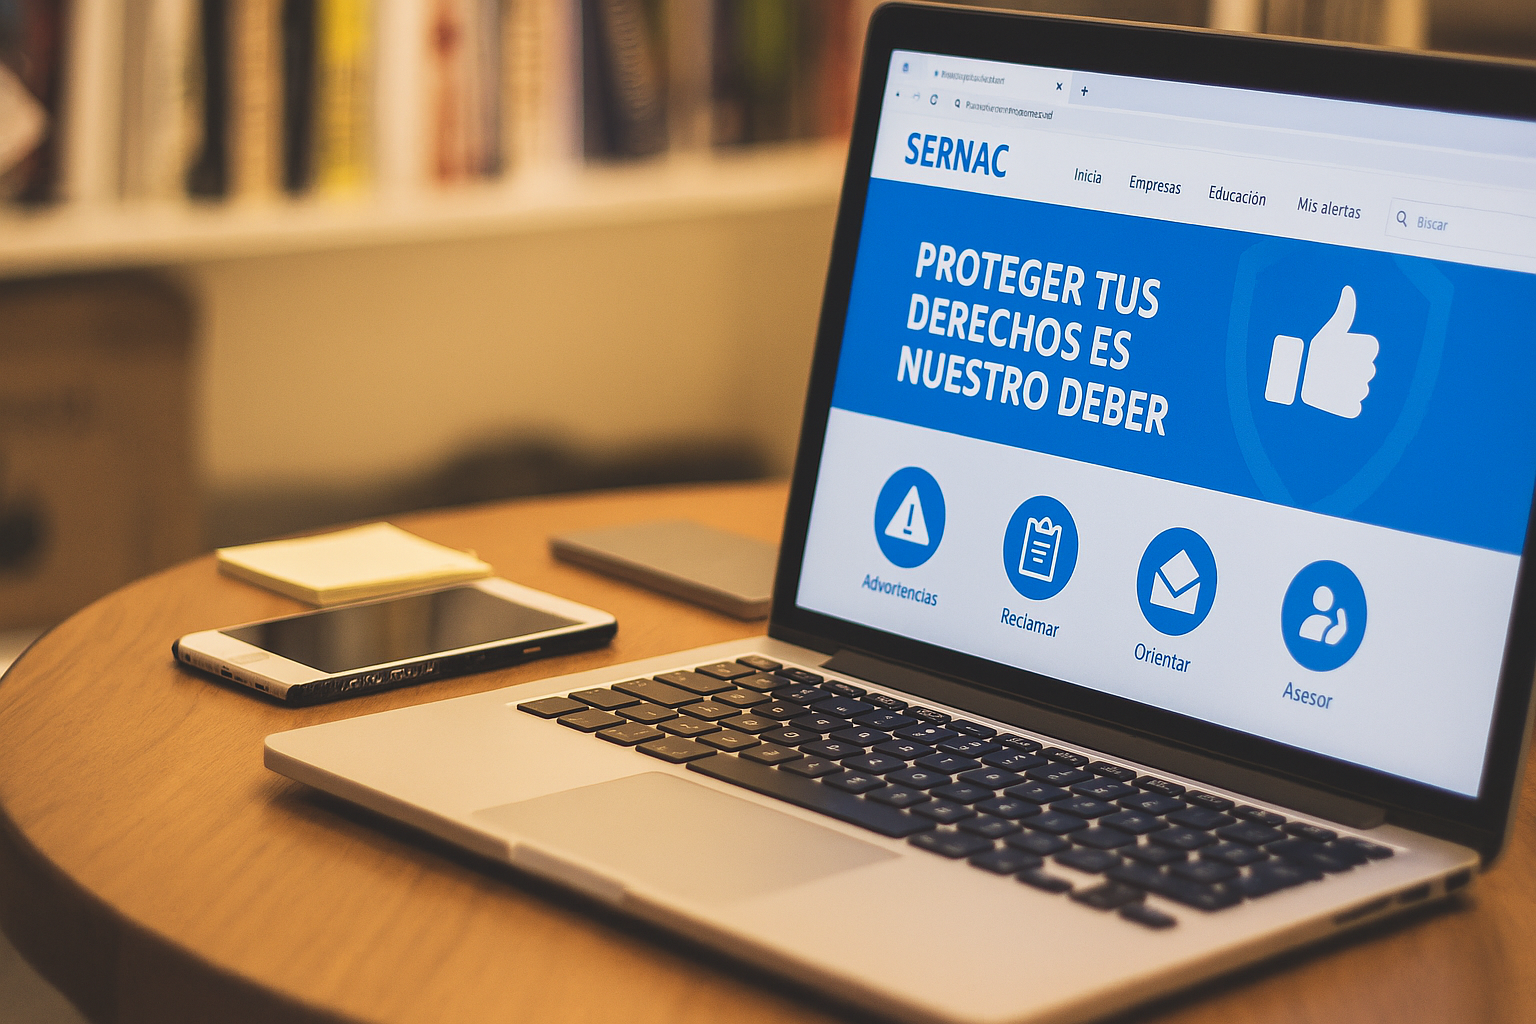 SERNAC
Inicia
Empresas
Educación
Mis alertas
Biscar
PROTEGER TUS
DERECHOS ES
NUESTRO DEBER
Advortencias
Reclamar
Orientar
Asesor